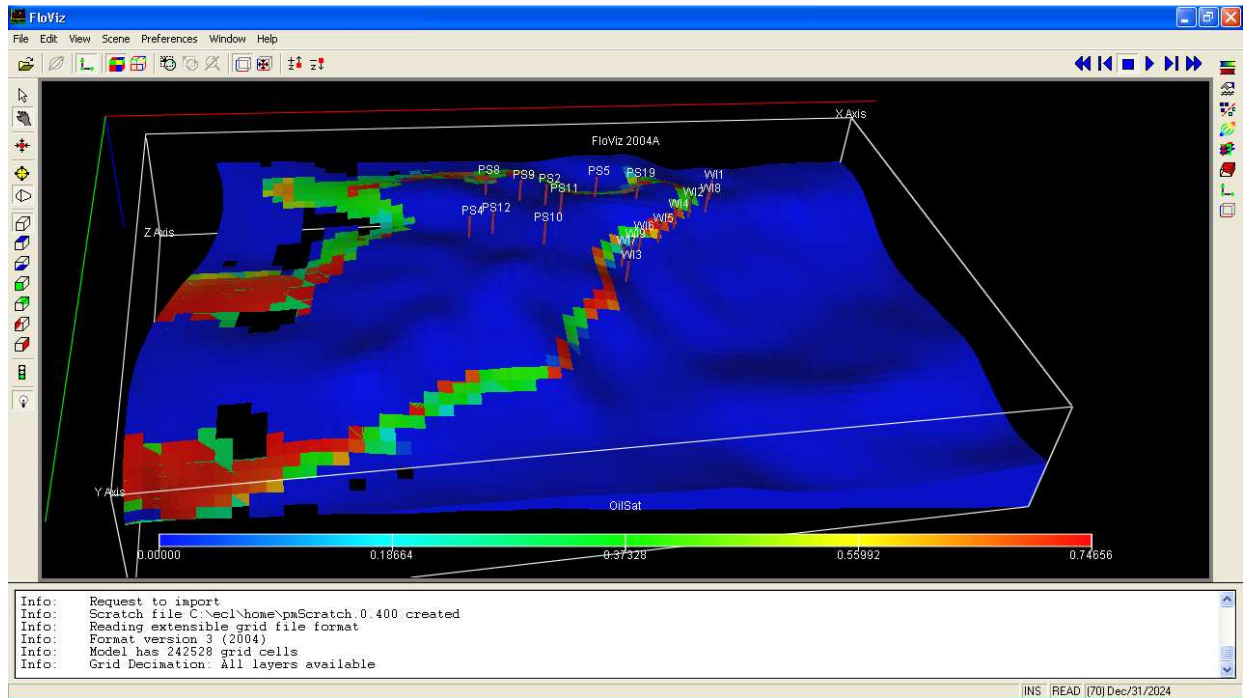 FloViz
File Edit View Scene Preferences Window Help
X Axis
FloViz 2004A
PS8
PS9
PS2
PS11
PS5
PS19
WI1
WI8
WI2
WI4
PS4
PS12
PS10
WI5
WI6
WI9
WI7
WI3
Z Axis
Y Axis
OilSat
0.00000 0.18664 0.37328 0.55992 0.74656
Info: Request to import
Info: Scratch file C:\ecl\home\pmScratch.0.400 created
Info: Reading extensible grid file format
Info: Format version 3 (2004)
Info: Model has 242528 grid cells
Info: Grid Decimation: All layers available
INS READ (70) Dec/31/2024